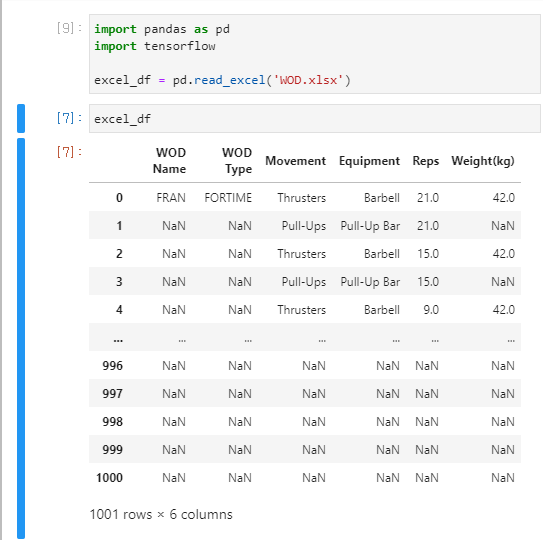 [9]: import pandas as pd
import tensorflow
excel_df = pd.read_excel('WOD.xlsx')
[7]: excel_df
[7]: WOD Name WOD Type Movement Equipment Reps Weight(kg)
0 FRAN FORTIME Thrusters Barbell 21.0 42.0
1 NaN NaN Pull-Ups Pull-Up Bar 21.0 NaN
2 NaN NaN Thrusters Barbell 15.0 42.0
3 NaN NaN Pull-Ups Pull-Up Bar 15.0 NaN
4 NaN NaN Thrusters Barbell 9.0 42.0
... ... ... ... ... ... ...
996 NaN NaN NaN NaN NaN NaN
997 NaN NaN NaN NaN NaN NaN
998 NaN NaN NaN NaN NaN NaN
999 NaN NaN NaN NaN NaN NaN
1000 NaN NaN NaN NaN NaN NaN
1001 rows × 6 columns